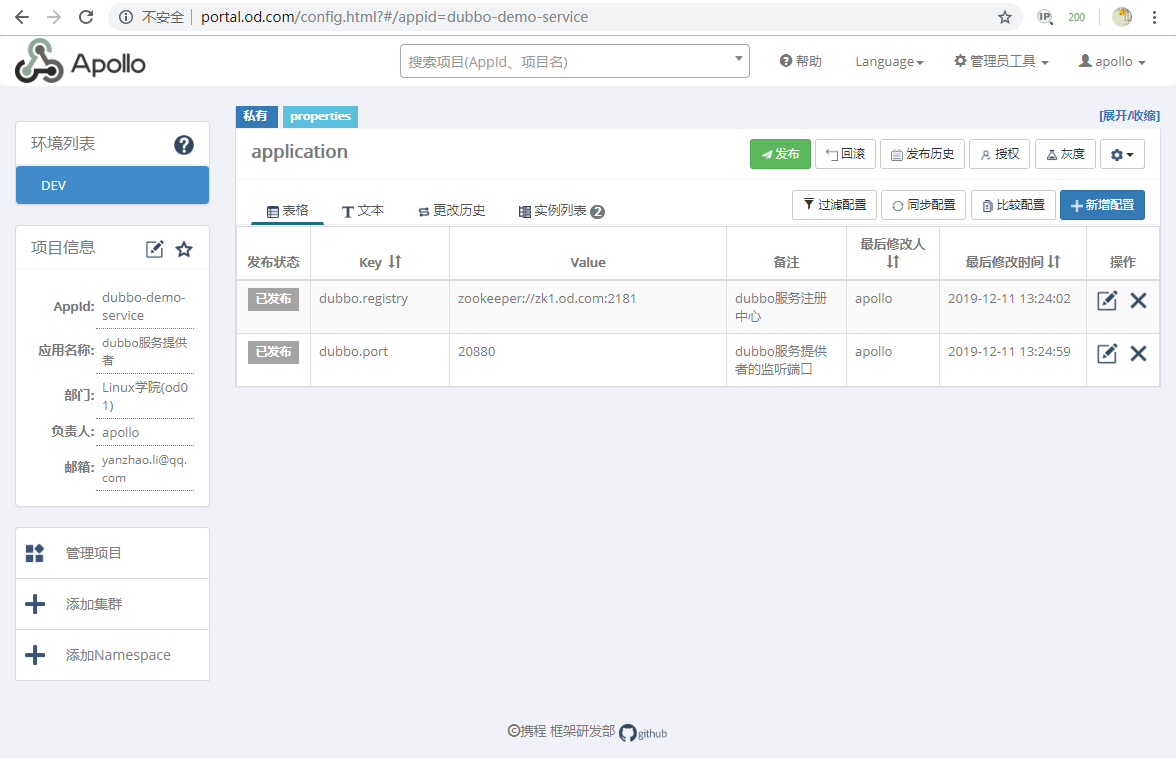 不安全 portal.od.com/config.html?#/appid=dubbo-demo-service IP 200
Apollo 搜索项目(AppId、项目名) 帮助 Language 管理员工具 apollo
私有 properties [展开/收缩]
环境列表 ?
DEV
application 发布 回滚 发布历史 授权 灰度
表格 文本 更改历史 实例列表 2 过滤配置 同步配置 比较配置 新增配置
项目信息
AppId: dubbo-demo-
service
应用名称: dubbo服务提供
者
部门: Linux学院(od0
1)
负责人: apollo
邮箱: yanzhao.li@qq.
com
发布状态 Key Value 备注 最后修改人 最后修改时间 操作
已发布 dubbo.registry zookeeper://zk1.od.com:2181 dubbo服务注册 apollo 2019-12-11 13:24:02
中心
已发布 dubbo.port 20880 dubbo服务提供 apollo 2019-12-11 13:24:59
者的监听端口
管理项目
添加集群
添加Namespace
©携程 框架研发部 github